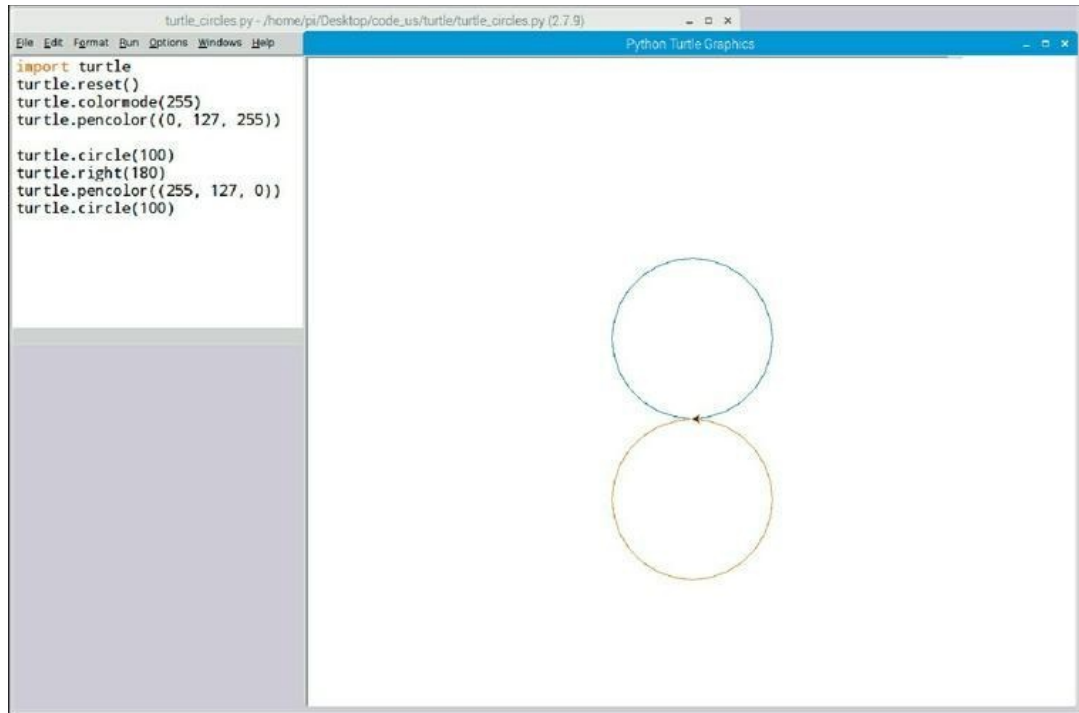 turtle_circles.py - /home/pi/Desktop/code_us/turtle/turtle_circles.py (2.7.9)
File Edit Format Run Options Windows Help
import turtle
turtle.reset()
turtle.colormode(255)
turtle.pencolor((0, 127, 255))
turtle.circle(100)
turtle.right(180)
turtle.pencolor((255, 127, 0))
turtle.circle(100)
Python Turtle Graphics